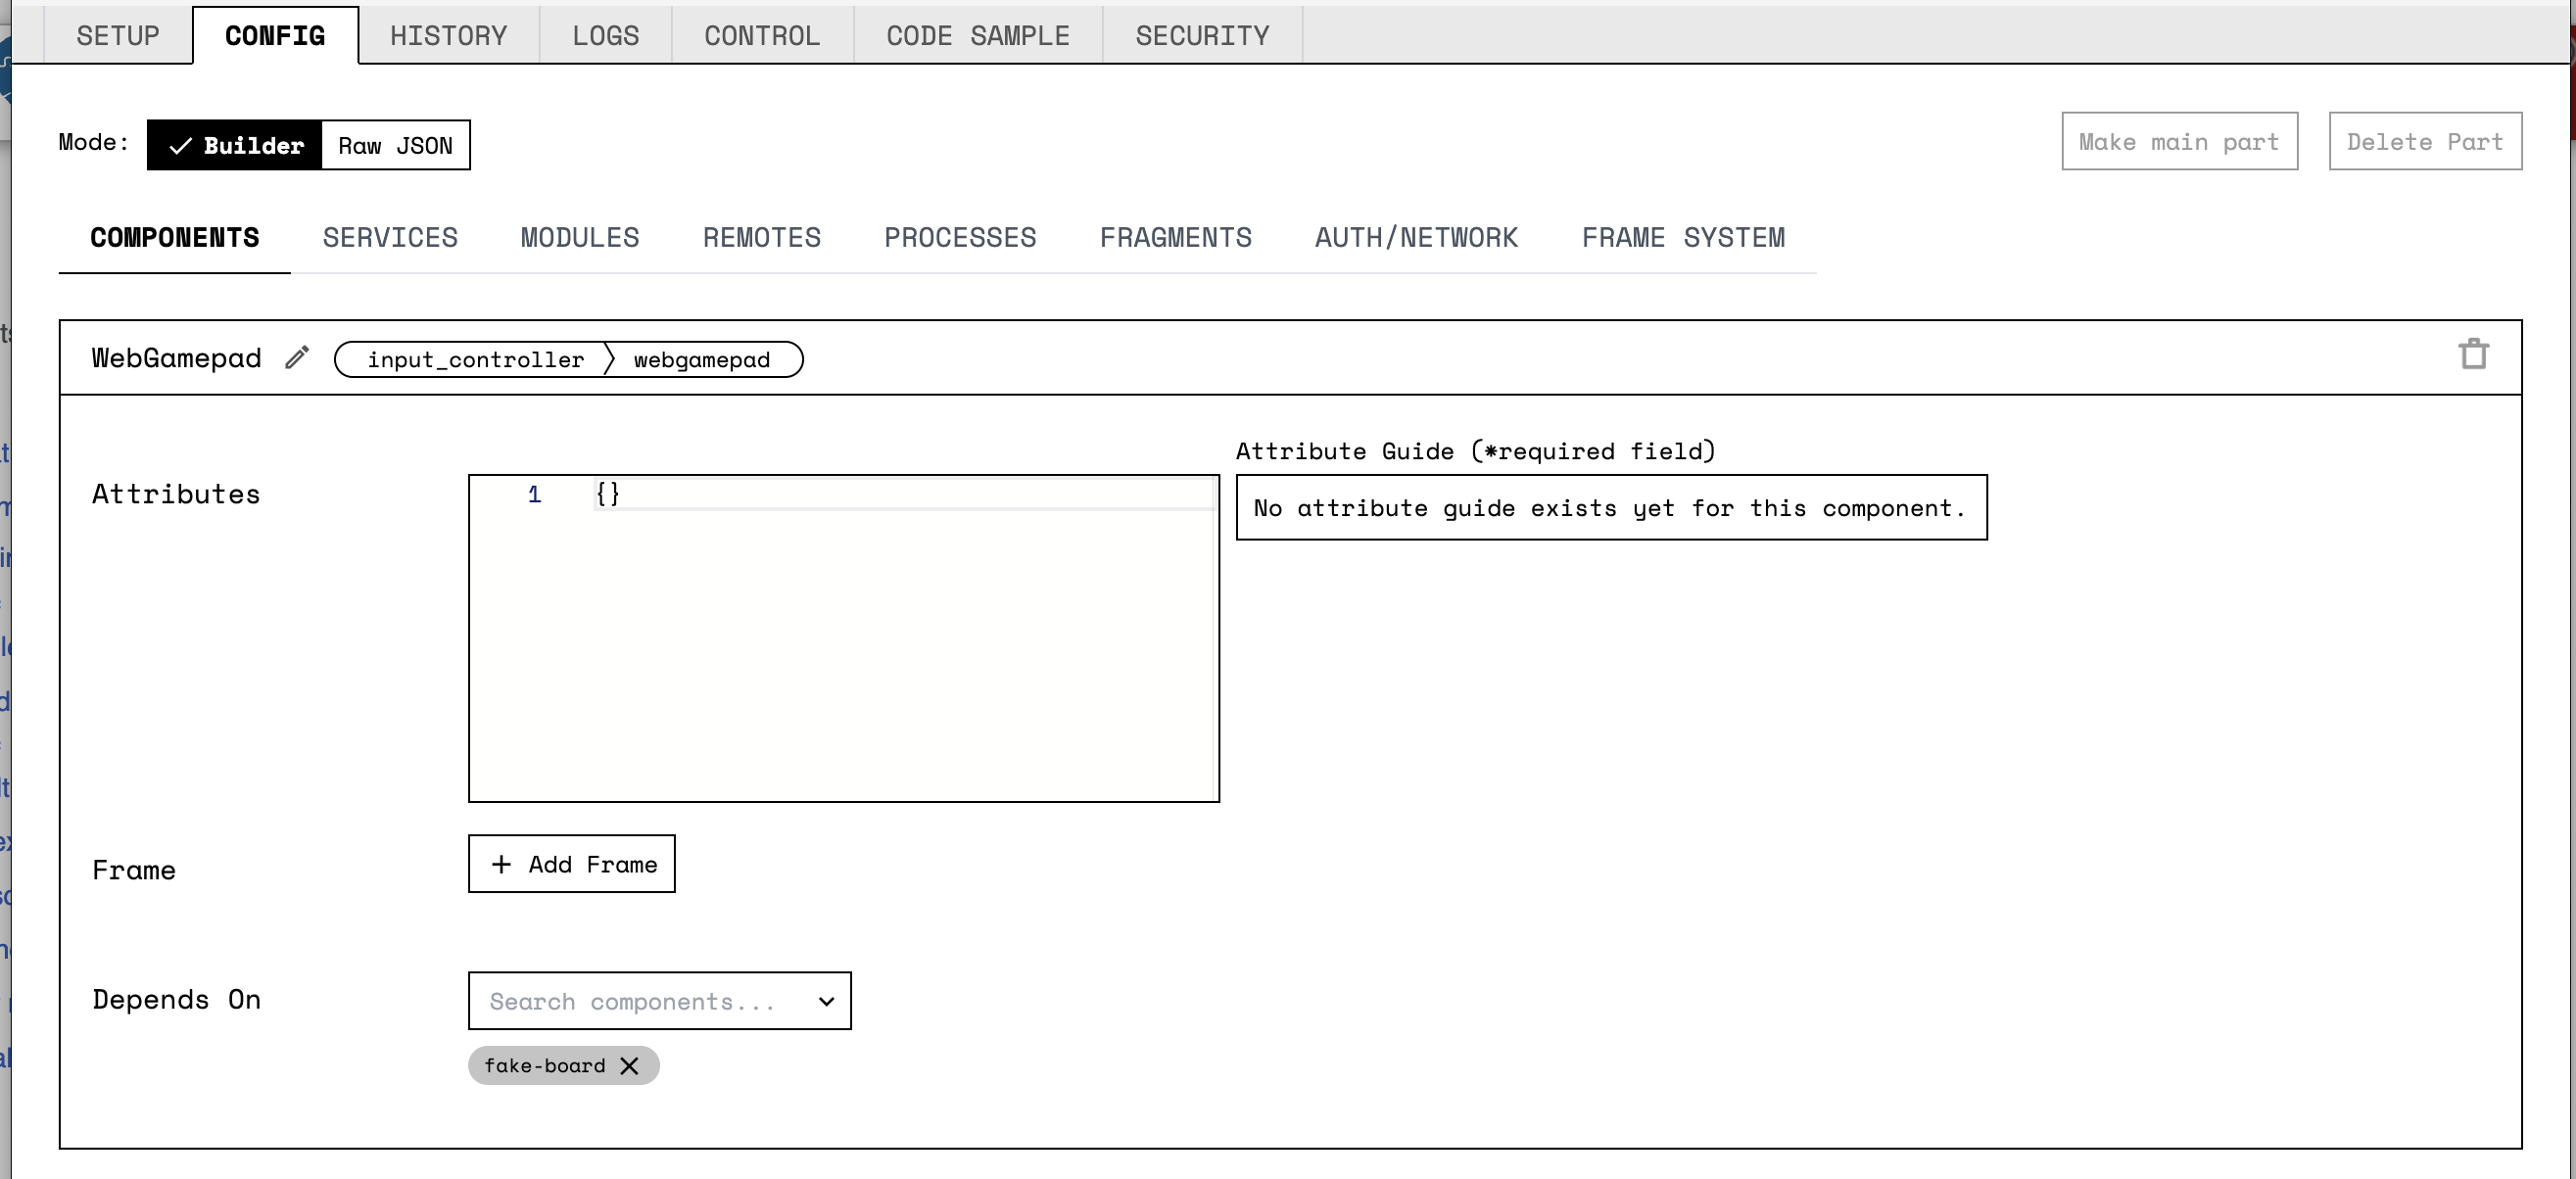 SETUP CONFIG HISTORY LOGS CONTROL CODE SAMPLE SECURITY
Mode: Builder Raw JSON Make main part Delete Part
COMPONENTS SERVICES MODULES REMOTES PROCESSES FRAGMENTS AUTH/NETWORK FRAME SYSTEM
WebGamepad input_controller webgamepad
Attribute Guide (*required field)
Attributes 1 {} No attribute guide exists yet for this component.
Frame + Add Frame
Depends On Search components...
fake-board